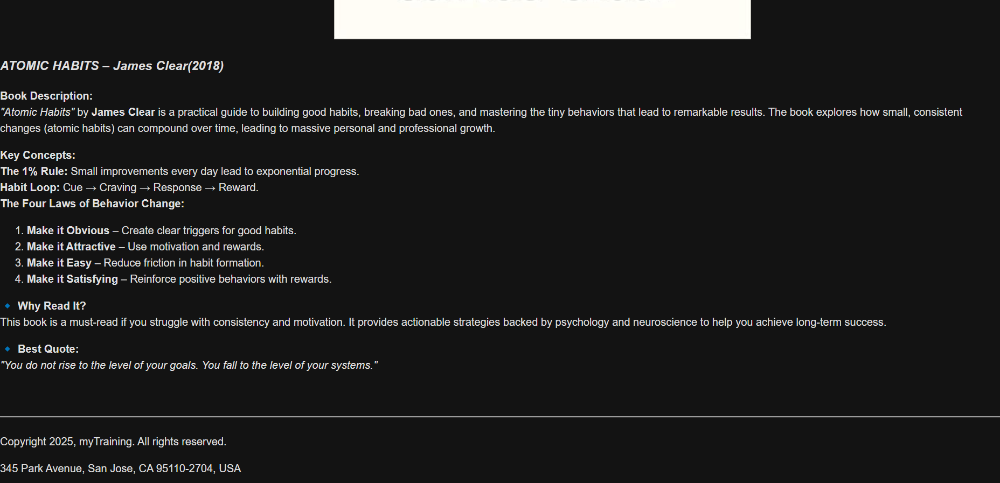 ATOMIC HABITS – James Clear(2018)
Book Description:
"Atomic Habits" by James Clear is a practical guide to building good habits, breaking bad ones, and mastering the tiny behaviors that lead to remarkable results. The book explores how small, consistent
changes (atomic habits) can compound over time, leading to massive personal and professional growth.
Key Concepts:
The 1% Rule: Small improvements every day lead to exponential progress.
Habit Loop: Cue → Craving → Response → Reward.
The Four Laws of Behavior Change:
1. Make it Obvious – Create clear triggers for good habits.
2. Make it Attractive – Use motivation and rewards.
3. Make it Easy – Reduce friction in habit formation.
4. Make it Satisfying – Reinforce positive behaviors with rewards.
🔹 Why Read It?
This book is a must-read if you struggle with consistency and motivation. It provides actionable strategies backed by psychology and neuroscience to help you achieve long-term success.
🔹 Best Quote:
"You do not rise to the level of your goals. You fall to the level of your systems."
Copyright 2025, myTraining. All rights reserved.
345 Park Avenue, San Jose, CA 95110-2704, USA